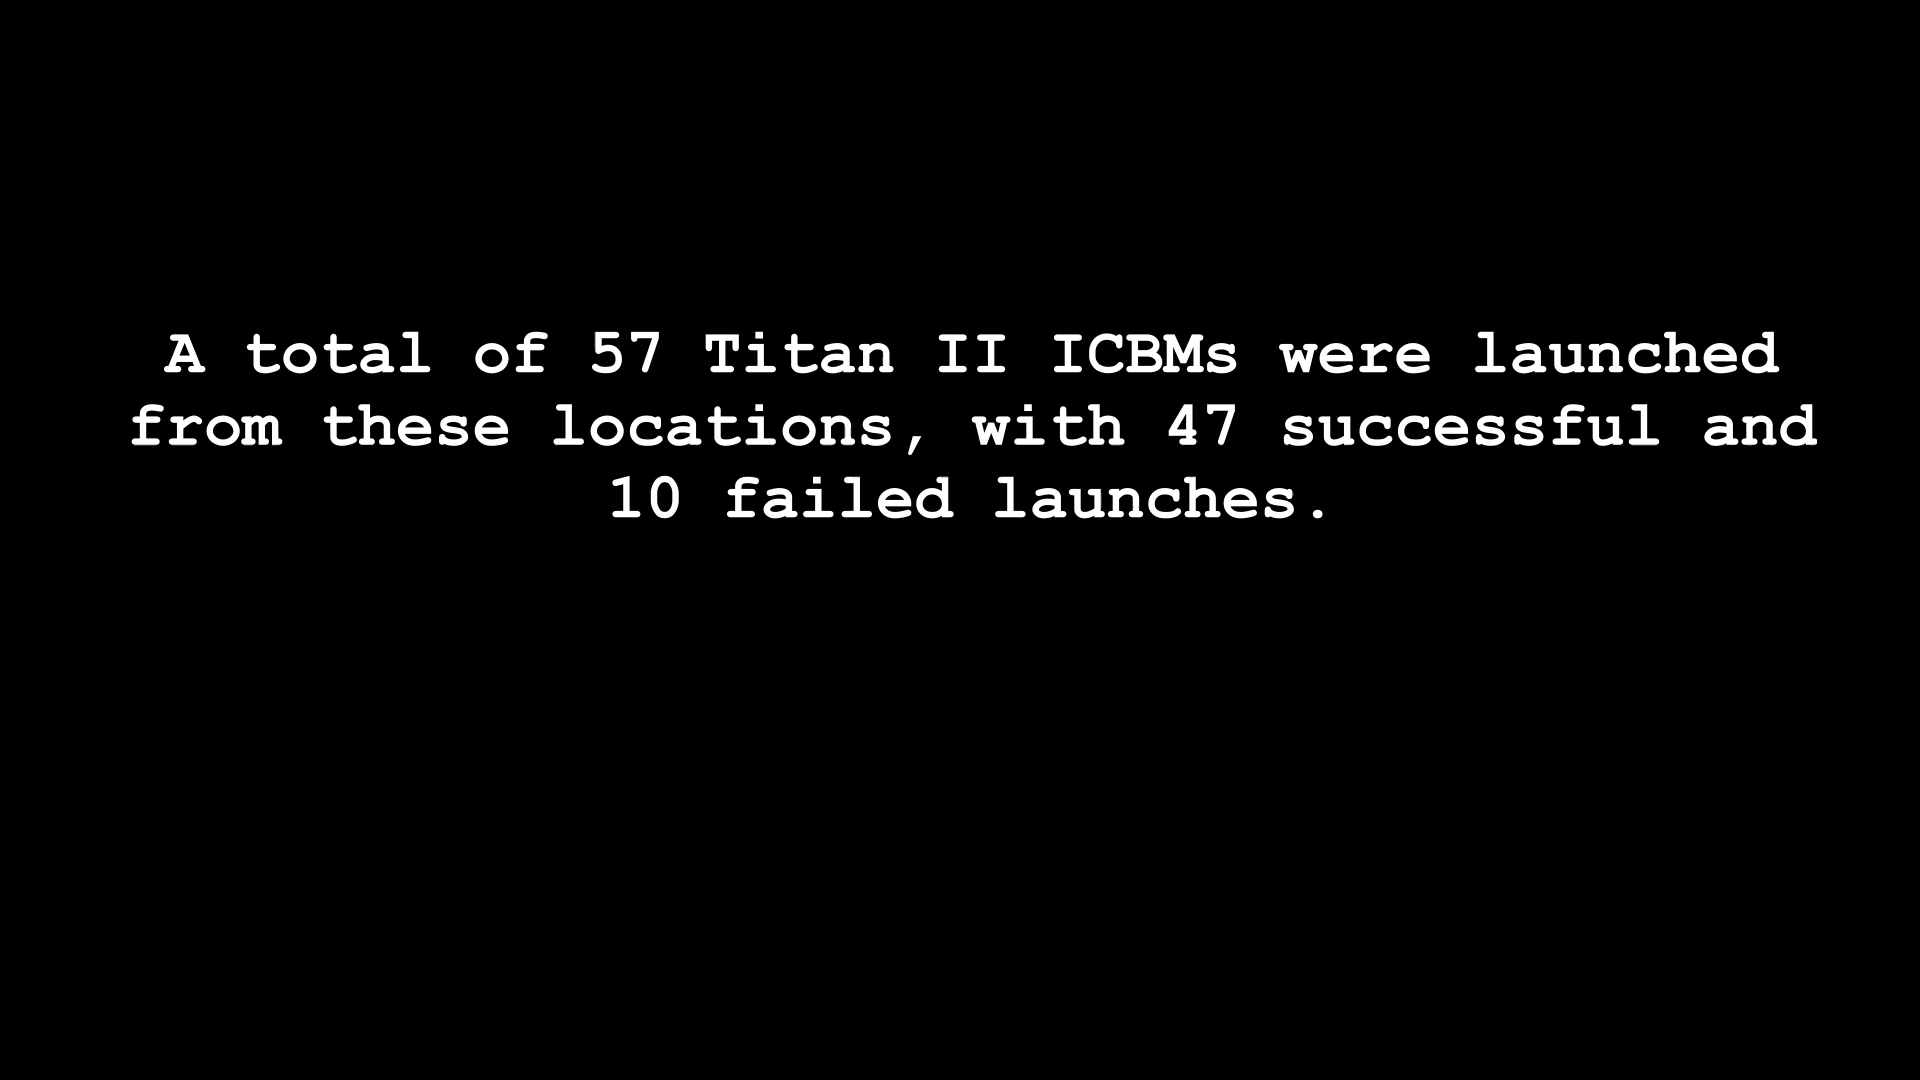 A total of 57 Titan II ICBMs were launched
from these locations, with 47 successful and
10 failed launches.